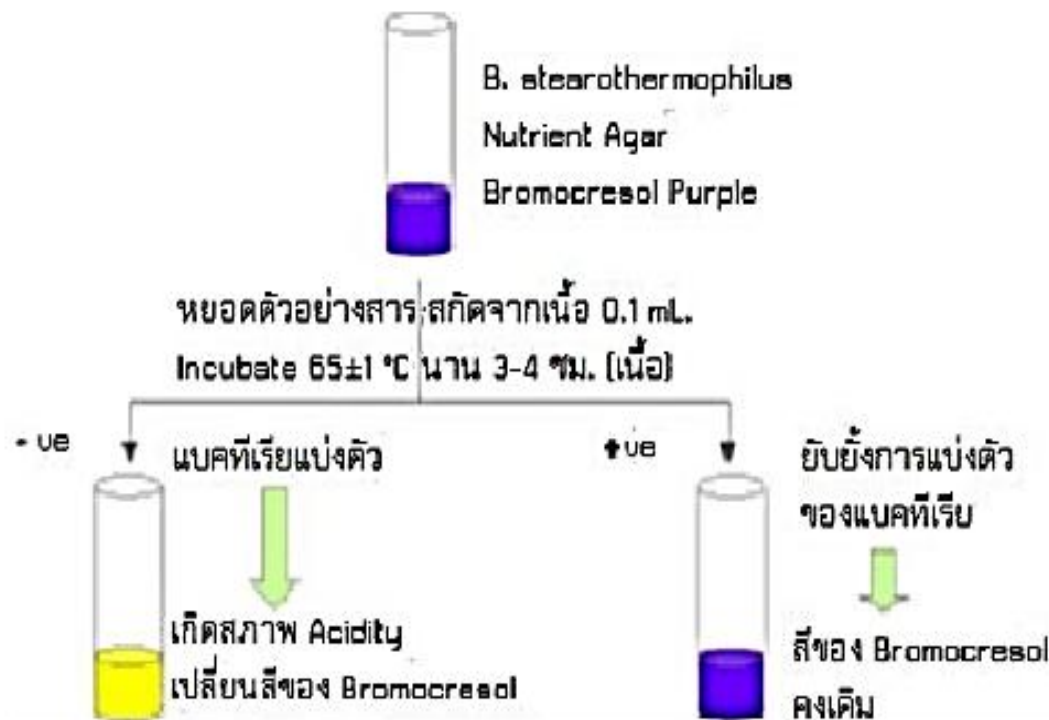 B. stearothermophilus
Nutrient Agar
Bromocresol Purple
หยอดตัวอย่างสาร สกัดจากเนื้อ 0.1 mL.
Incubate 65±1 °C นาน 3-4 ชม. (เนื้อ)
- ve
แบคทีเรียแบ่งตัว
+ve
ยับยั้งการแบ่งตัว
ของแบคทีเรีย
เกิดสภาพ Acidity
เปลี่ยนสีของ Bromocresol
สีของ Bromocresol
คงเดิม